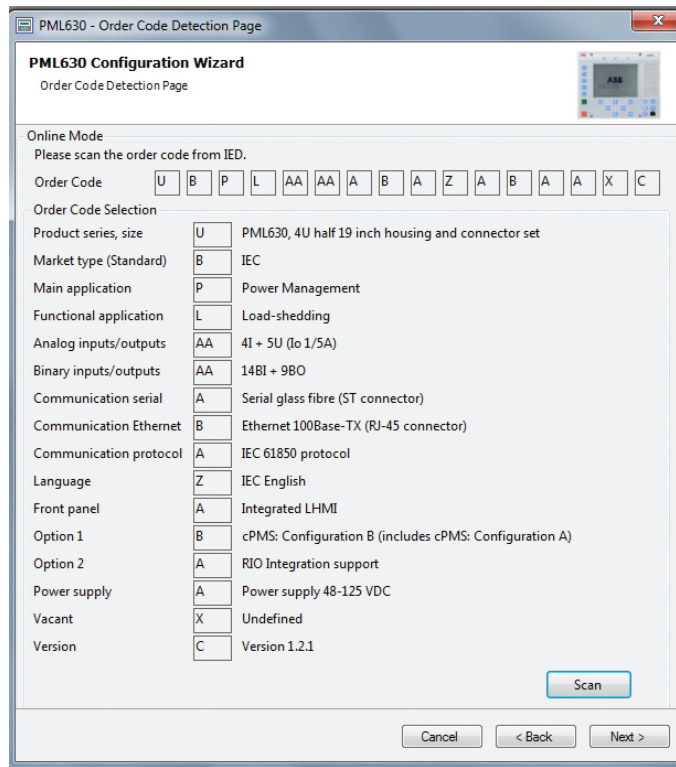 PML630 - Order Code Detection Page
PML630 Configuration Wizard
Order Code Detection Page
ABB
Online Mode
Please scan the order code from IED.
Order Code U B P L AA AA A B A Z A B A A X C
Order Code Selection
Product series, size U PML630, 4U half 19 inch housing and connector set
Market type (Standard) B IEC
Main application P Power Management
Functional application L Load-shedding
Analog inputs/outputs AA 4I + 5U (Io 1/5A)
Binary inputs/outputs AA 14BI + 9BO
Communication serial A Serial glass fibre (ST connector)
Communication Ethernet B Ethernet 100Base-TX (RJ-45 connector)
Communication protocol A IEC 61850 protocol
Language Z IEC English
Front panel A Integrated LHMI
Option 1 B cPMS: Configuration B (includes cPMS: Configuration A)
Option 2 A RIO Integration support
Power supply A Power supply 48-125 VDC
Vacant X Undefined
Version C Version 1.2.1
Scan
Cancel < Back Next >